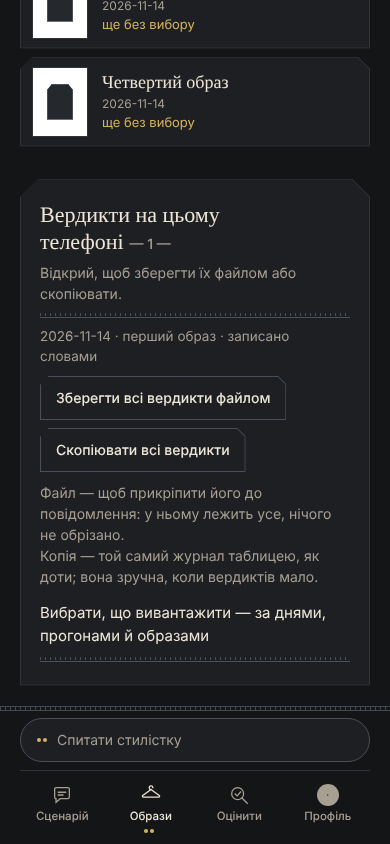 2026-11-14
ще без вибору
Четвертий образ
2026-11-14
ще без вибору
Вердикти на цьому
телефоні — 1 —
Відкрий, щоб зберегти їх файлом або
скопіювати.
2026-11-14 · перший образ · записано
словами
Зберегти всі вердикти файлом
Скопіювати всі вердикти
Файл — щоб прикріпити його до
повідомлення: у ньому лежить усе, нічого
не обрізано.
Копія — той самий журнал таблицею, як
доти; вона зручна, коли вердиктів мало.
Вибрати, що вивантажити — за днями,
прогонами й образами
Спитати стилістку
Сценарій
Образи
Оцінити
Профіль